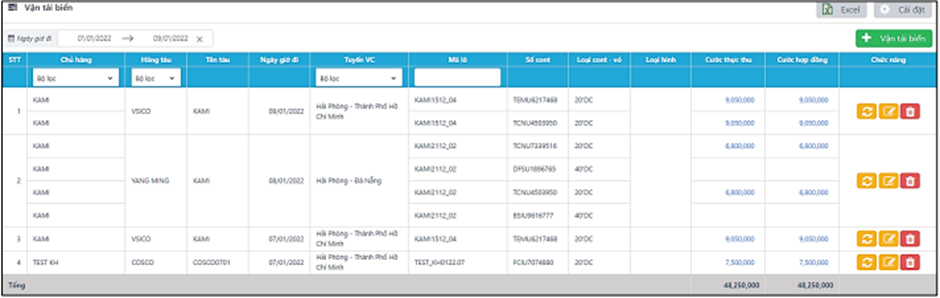 Vận tải biển Excel Cài đặt
Ngày giờ đi 01/01/2022 → 09/01/2022 ×
+ Vận tải biển
STT Chủ hàng Hãng tàu Tên tàu Ngày giờ đi Tuyến VC Mã lô Số cont Loại cont - vỏ Loại hình Cước thực thu Cước hợp đồng Chức năng
Bộ lọc Bộ lọc Bộ lọc
1 KAMI VSICO KAMI 09/01/2022 Hải Phòng - Thành Phố Hồ Chí Minh KAMI1512_04 TEMU6217468 20'DC 9,050,000 9,050,000
KAMI KAMI1512_04 TCNU4503950 20'DC 9,050,000 9,050,000
2 KAMI YANG MING KAMI 08/01/2022 Hải Phòng - Đà Nẵng KAMI2112_02 TCNU7339516 20'DC 6,800,000 6,800,000
KAMI KAMI2112_02 DFSU1896765 40'DC
KAMI KAMI2112_02 TCNU4503950 20'DC 6,800,000 6,800,000
KAMI KAMI2112_02 BSIU9616777 40'DC
3 KAMI VSICO KAMI 07/01/2022 Hải Phòng - Thành Phố Hồ Chí Minh KAMI1512_04 TEMU6217468 20'DC 9,050,000 9,050,000
4 TEST KH COSCO COSCO0701 07/01/2022 Hải Phòng - Thành Phố Hồ Chí Minh TEST_KH0122.07 FCIU7074880 20'DC 7,500,000 7,500,000
Tổng 48,250,000 48,250,000